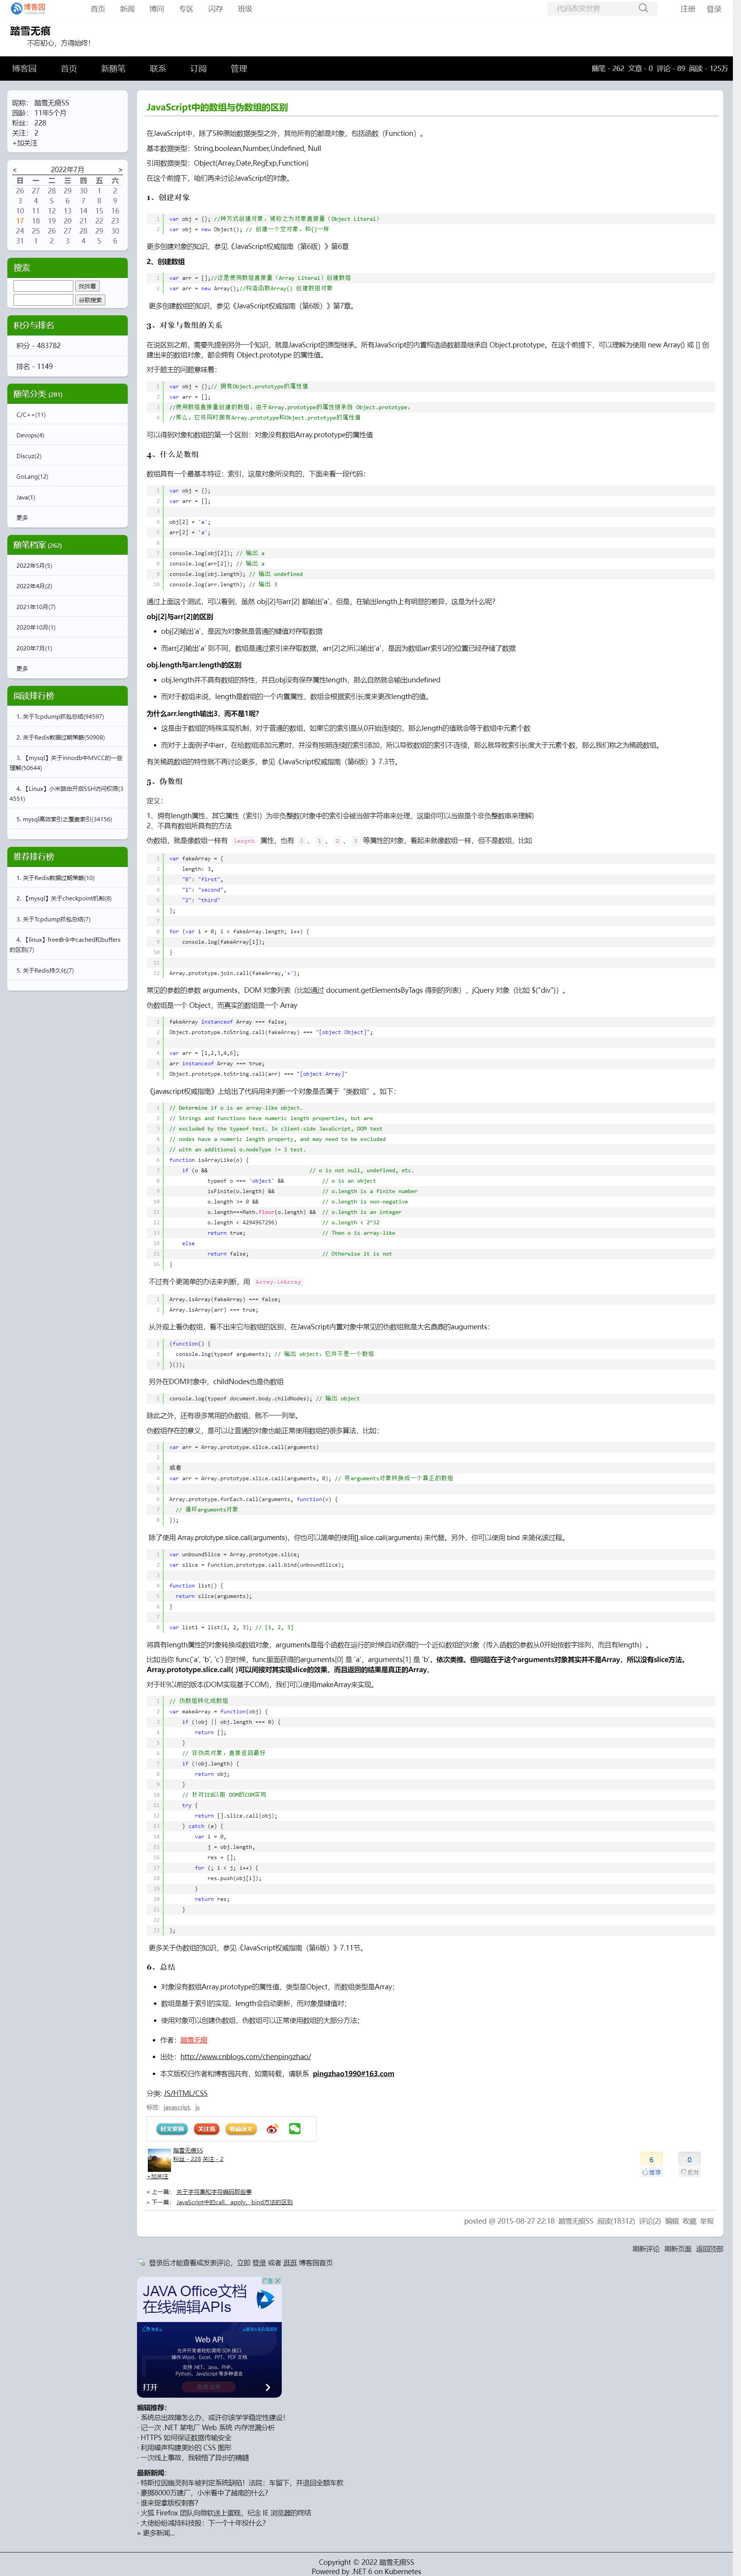 博客园
首页 新闻 博问 专区 闪存 班级
代码改变世界
注册 登录
踏雪无痕
不忘初心，方得始终！
博客园 首页 新随笔 联系 订阅 管理
随笔 - 262 文章 - 0 评论 - 89 阅读 - 125万
昵称： 踏雪无痕SS
园龄： 11年5个月
粉丝： 228
关注： 2
+加关注
< 2022年7月 >
日 一 二 三 四 五 六
26 27 28 29 30 1 2
3 4 5 6 7 8 9
10 11 12 13 14 15 16
17 18 19 20 21 22 23
24 25 26 27 28 29 30
31 1 2 3 4 5 6
搜索
找找看
谷歌搜索
积分与排名
积分 - 483782
排名 - 1149
随笔分类 (281)
C/C++(11)
Devops(4)
Discuz(2)
GoLang(12)
Java(1)
更多
随笔档案 (262)
2022年5月(5)
2022年4月(2)
2021年10月(7)
2020年10月(1)
2020年7月(1)
更多
阅读排行榜
1. 关于Tcpdump抓包总结(94597)
2. 关于Redis数据过期策略(50908)
3. 【mysql】关于innodb中MVCC的一些
理解(50644)
4. 【Linux】小米路由开启SSH访问权限(3
4551)
5. mysql高效索引之覆盖索引(34156)
推荐排行榜
1. 关于Redis数据过期策略(10)
2. 【mysql】关于checkpoint机制(8)
3. 关于Tcpdump抓包总结(7)
4. 【linux】free命令中cached和buffers
的区别(7)
5. 关于Redis持久化(7)
JavaScript中的数组与伪数组的区别
在JavaScript中，除了5种原始数据类型之外，其他所有的都是对象，包括函数（Function）。
基本数据类型：String,boolean,Number,Undefined, Null
引用数据类型：Object(Array,Date,RegExp,Function)
在这个前提下，咱们再来讨论JavaScript的对象。
1、创建对象
1 var obj = {}; //种方式创建对象，被称之为对象直接量（Object Literal）
2 var obj = new Object(); // 创建一个空对象，和{}一样
更多创建对象的知识，参见《JavaScript权威指南（第6版）》第6章
2、创建数组
1 var arr = [];//这是使用数组直接量（Array Literal）创建数组
2 var arr = new Array();//构造函数Array() 创建数组对象
更多创建数组的知识，参见《JavaScript权威指南（第6版）》第7章。
3、对象与数组的关系
在说区别之前，需要先提到另外一个知识，就是JavaScript的原型继承。所有JavaScript的内置构造函数都是继承自 Object.prototype。在这个前提下，可以理解为使用 new Array() 或 [] 创
建出来的数组对象，都会拥有 Object.prototype 的属性值。
对于题主的问题意味着：
1 var obj = {};// 拥有Object.prototype的属性值
2 var arr = [];
3 //使用数组直接量创建的数组，由于Array.prototype的属性继承自 Object.prototype，
4 //那么，它将同时拥有Array.prototype和Object.prototype的属性值
可以得到对象和数组的第一个区别：对象没有数组Array.prototype的属性值
4、什么是数组
数组具有一个最基本特征：索引，这是对象所没有的，下面来看一段代码：
1 var obj = {};
2 var arr = [];
3
4 obj[2] = 'a';
5 arr[2] = 'a';
6
7 console.log(obj[2]); // 输出 a
8 console.log(arr[2]); // 输出 a
9 console.log(obj.length); // 输出 undefined
10 console.log(arr.length); // 输出 3
通过上面这个测试，可以看到，虽然 obj[2]与arr[2] 都输出'a'，但是，在输出length上有明显的差异，这是为什么呢？
obj[2]与arr[2]的区别
• obj[2]输出'a'，是因为对象就是普通的键值对存取数据
• 而arr[2]输出'a' 则不同，数组是通过索引来存取数据，arr[2]之所以输出'a'，是因为数组arr索引2的位置已经存储了数据
obj.length与arr.length的区别
• obj.length并不具有数组的特性，并且obj没有保存属性length，那么自然就会输出undefined
• 而对于数组来说，length是数组的一个内置属性，数组会根据索引长度来更改length的值。
为什么arr.length输出3，而不是1呢？
• 这是由于数组的特殊实现机制，对于普通的数组，如果它的索引是从0开始连续的，那么length的值就会等于数组中元素个数
• 而对于上面例子中arr，在给数组添加元素时，并没有按照连续的索引添加，所以导致数组的索引不连续，那么就导致索引长度大于元素个数，那么我们称之为稀疏数组。
有关稀疏数组的特性就不再讨论更多，参见《JavaScript权威指南（第6版）》7.3节。
5、伪数组
定义：
1、拥有length属性，其它属性（索引）为非负整数(对象中的索引会被当做字符串来处理，这里你可以当做是个非负整数串来理解)
2、不具有数组所具有的方法
伪数组，就是像数组一样有 length 属性，也有 0、1、2、3 等属性的对象，看起来就像数组一样，但不是数组，比如
1 var fakeArray = {
2 length: 3,
3 "0": "first",
4 "1": "second",
5 "2": "third"
6 };
7
8 for (var i = 0; i < fakeArray.length; i++) {
9 console.log(fakeArray[i]);
10 }
11
12 Array.prototype.join.call(fakeArray,'+');
常见的参数的参数 arguments，DOM 对象列表（比如通过 document.getElementsByTags 得到的列表），jQuery 对象（比如 $("div")）。
伪数组是一个 Object，而真实的数组是一个 Array
1 fakeArray instanceof Array === false;
2 Object.prototype.toString.call(fakeArray) === "[object Object]";
3
4 var arr = [1,2,3,4,6];
5 arr instanceof Array === true;
6 Object.prototype.toString.call(arr) === "[object Array]"
《javascript权威指南》上给出了代码用来判断一个对象是否属于“类数组”。如下：
1 // Determine if o is an array-like object.
2 // Strings and functions have numeric length properties, but are
3 // excluded by the typeof test. In client-side JavaScript, DOM text
4 // nodes have a numeric length property, and may need to be excluded
5 // with an additional o.nodeType != 3 test.
6 function isArrayLike(o) {
7 if (o && // o is not null, undefined, etc.
8 typeof o === 'object' && // o is an object
9 isFinite(o.length) && // o.length is a finite number
10 o.length >= 0 && // o.length is non-negative
11 o.length===Math.floor(o.length) && // o.length is an integer
12 o.length < 4294967296) // o.length < 2^32
13 return true; // Then o is array-like
14 else
15 return false; // Otherwise it is not
16 }
不过有个更简单的办法来判断，用 Array.isArray
1 Array.isArray(fakeArray) === false;
2 Array.isArray(arr) === true;
从外观上看伪数组，看不出来它与数组的区别，在JavaScript内置对象中常见的伪数组就是大名鼎鼎的auguments：
1 (function() {
2 console.log(typeof arguments); // 输出 object，它并不是一个数组
3 }());
另外在DOM对象中，childNodes也是伪数组
1 console.log(typeof document.body.childNodes); // 输出 object
除此之外，还有很多常用的伪数组，就不一一列举。
伪数组存在的意义，是可以让普通的对象也能正常使用数组的很多算法，比如：
1 var arr = Array.prototype.slice.call(arguments)
2
3 或者
4 var arr = Array.prototype.slice.call(arguments, 0); // 将arguments对象转换成一个真正的数组
5
6 Array.prototype.forEach.call(arguments, function(v) {
7 // 循环arguments对象
8 });
除了使用 Array.prototype.slice.call(arguments)，你也可以简单的使用[].slice.call(arguments) 来代替。另外，你可以使用 bind 来简化该过程。
1 var unboundSlice = Array.prototype.slice;
2 var slice = Function.prototype.call.bind(unboundSlice);
3
4 function list() {
5 return slice(arguments);
6 }
7
8 var list1 = list(1, 2, 3); // [1, 2, 3]
将具有length属性的对象转换成数组对象，arguments是每个函数在运行的时候自动获得的一个近似数组的对象（传入函数的参数从0开始按数字排列，而且有length）。
比如当你 func('a', 'b', 'c') 的时候，func里面获得的arguments[0] 是 'a'，arguments[1] 是 'b'，依次类推。但问题在于这个arguments对象其实并不是Array，所以没有slice方法。
Array.prototype.slice.call( )可以间接对其实现slice的效果，而且返回的结果是真正的Array。
对于IE9以前的版本(DOM实现基于COM)，我们可以使用makeArray来实现。
1 // 伪数组转化成数组
2 var makeArray = function(obj) {
3 if (!obj || obj.length === 0) {
4 return [];
5 }
6 // 非伪类对象，直接返回最好
7 if (!obj.length) {
8 return obj;
9 }
10 // 针对IE8以前 DOM的COM实现
11 try {
12 return [].slice.call(obj);
13 } catch (e) {
14 var i = 0,
15 j = obj.length,
16 res = [];
17 for (; i < j; i++) {
18 res.push(obj[i]);
19 }
20 return res;
21 }
22
23 };
更多关于伪数组的知识，参见《JavaScript权威指南（第6版）》7.11节。
6、总结
• 对象没有数组Array.prototype的属性值，类型是Object，而数组类型是Array；
• 数组是基于索引的实现，length会自动更新，而对象是键值对；
• 使用对象可以创建伪数组，伪数组可以正常使用数组的大部分方法；
• 作者：踏雪无痕
• 出处：http://www.cnblogs.com/chenpingzhao/
• 本文版权归作者和博客园共有，如需转载，请联系 pingzhao1990#163.com
分类: JS/HTML/CSS
标签: javascript, js
好文要顶 关注我 收藏该文
踏雪无痕SS
粉丝 - 228 关注 - 2
+加关注
6 0
推荐 反对
« 上一篇： 关于字符集和字符编码那些事
» 下一篇： JavaScript中的call、apply、bind方法的区别
posted @ 2015-08-27 22:18 踏雪无痕SS 阅读(18312) 评论(2) 编辑 收藏 举报
刷新评论 刷新页面 返回顶部
登录后才能查看或发表评论，立即 登录 或者 逛逛 博客园首页
广告
JAVA Office文档
在线编辑APIs
Web API
允许开发者轻松调用SDK接口
操作Word、Excel、PPT、PDF 文档
支持 .NET、Java、PHP、
Python、JavaScript 等多种语言
打开
编辑推荐：
· 系统总出故障怎么办，或许你该学学稳定性建设！
· 记一次 .NET 某电厂 Web 系统 内存泄漏分析
· HTTPS 如何保证数据传输安全
· 利用噪声构建美妙的 CSS 图形
· 一次线上事故，我顿悟了异步的精髓
最新新闻：
· 特斯拉因幽灵刹车被判定系统缺陷！法院：车留下，并退回全额车款
· 豪掷8000万建厂，小米看中了越南的什么？
· 谁来捉拿版权刺客？
· 火狐 Firefox 团队向微软送上蛋糕，纪念 IE 浏览器的终结
· 大佬纷纷减持科技股：下一个十年投什么？
» 更多新闻...
Copyright © 2022 踏雪无痕SS
Powered by .NET 6 on Kubernetes